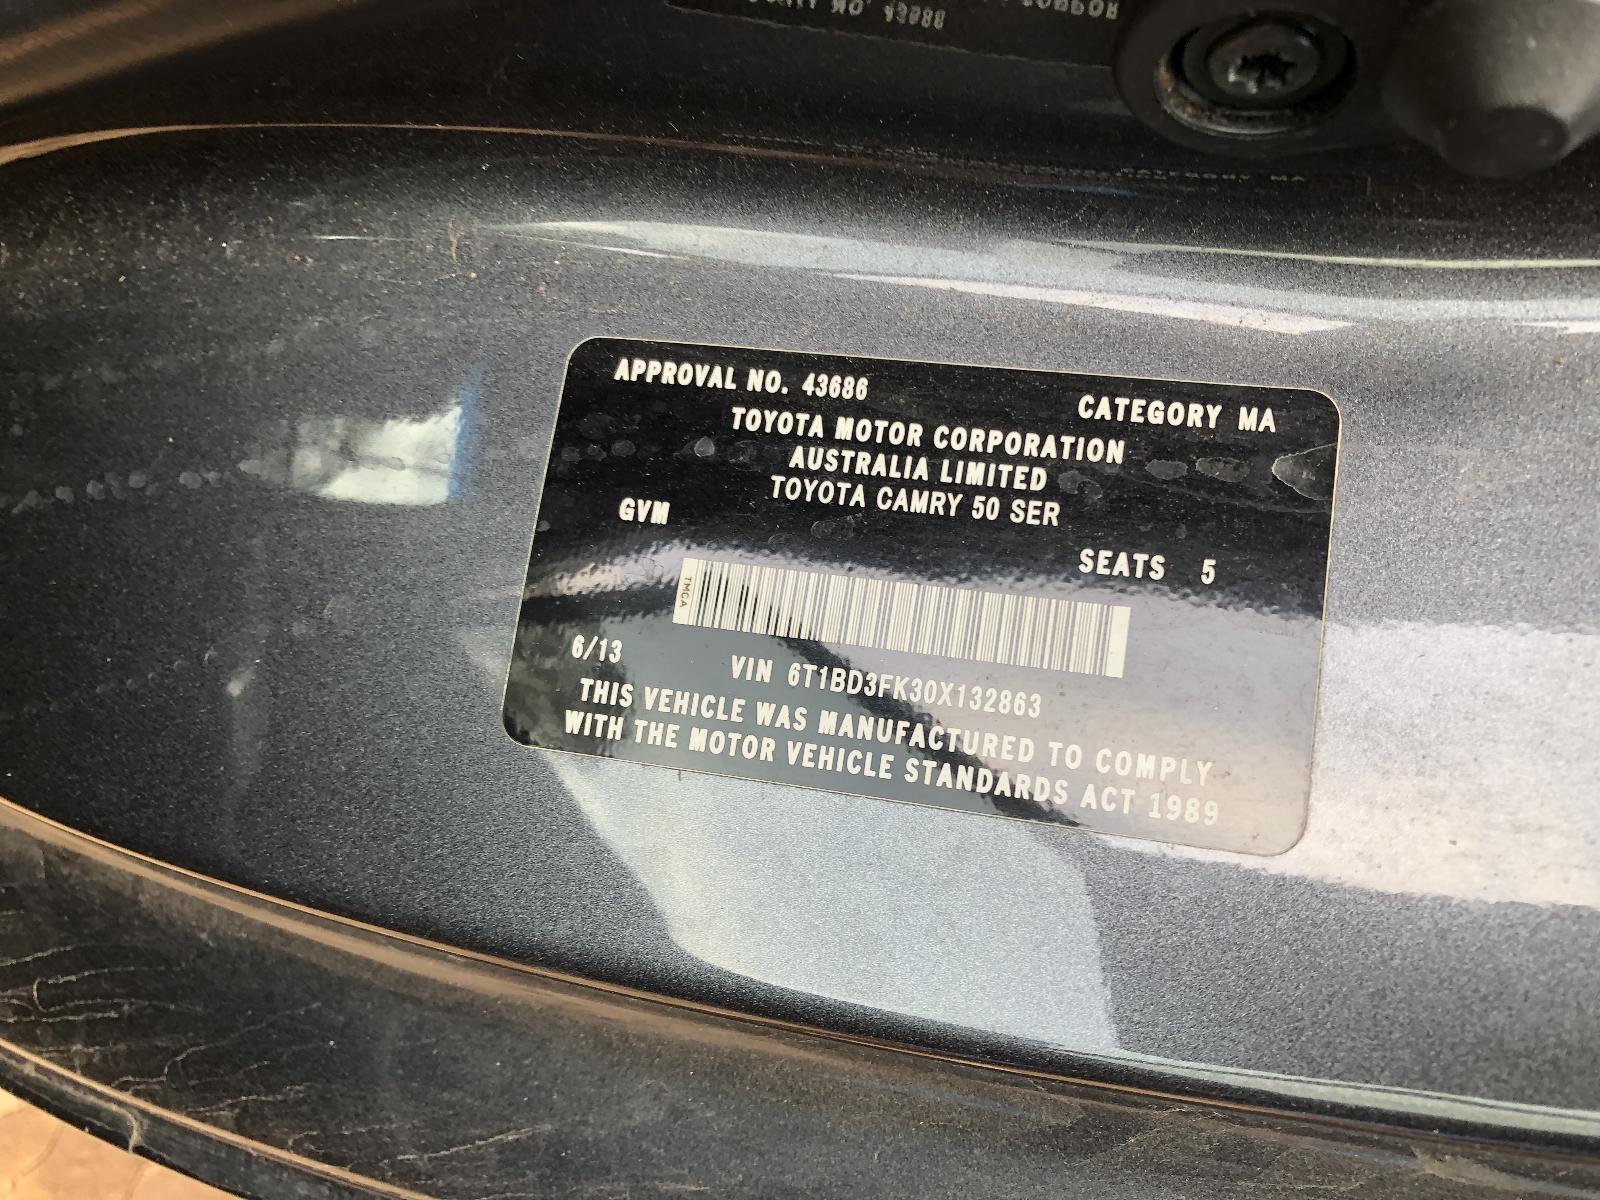 APPROVAL NO. 43686
CATEGORY MA
TOYOTA MOTOR CORPORATION
AUSTRALIA LIMITED
TOYOTA CAMRY 50 SER
GVM
SEATS 5
TMCA
6/13
VIN 6T1BD3FK30X132863
THIS VEHICLE WAS MANUFACTURED TO COMPLY
WITH THE MOTOR VEHICLE STANDARDS ACT 1989